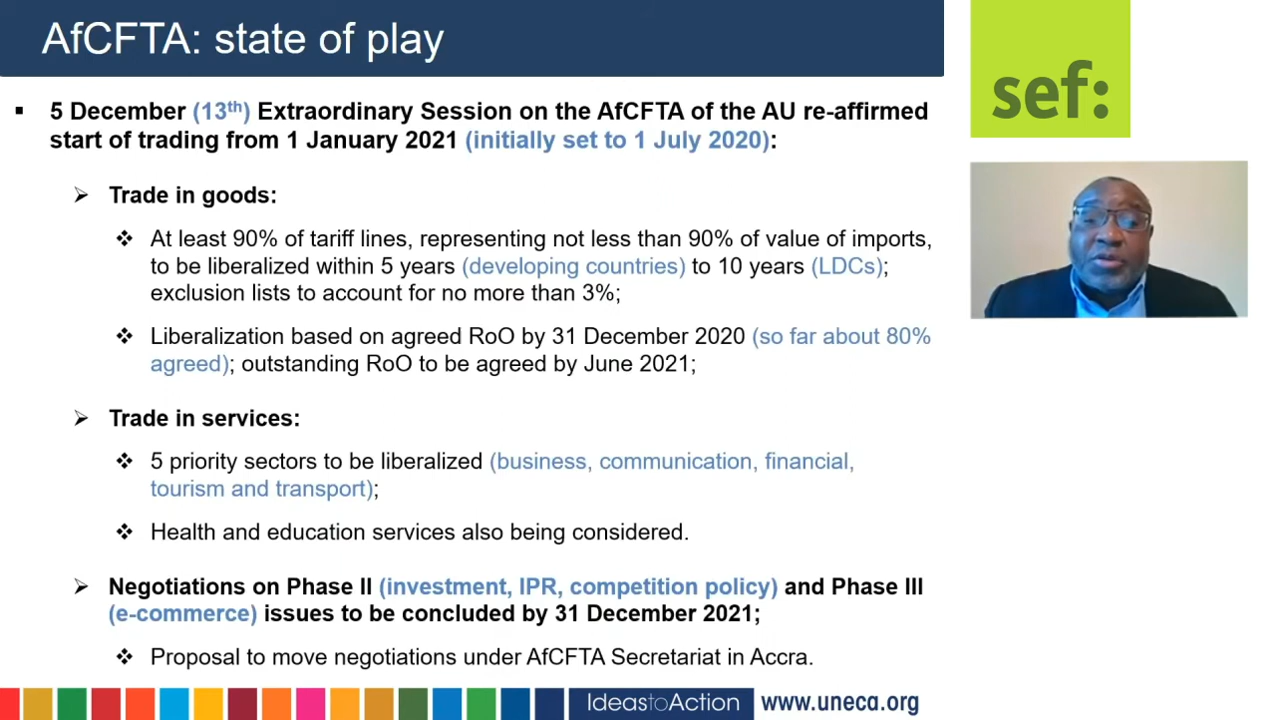 AfCFTA: state of play
sef:
▪ 5 December (13th) Extraordinary Session on the AfCFTA of the AU re-affirmed
start of trading from 1 January 2021 (initially set to 1 July 2020):
➢ Trade in goods:
❖ At least 90% of tariff lines, representing not less than 90% of value of imports,
to be liberalized within 5 years (developing countries) to 10 years (LDCs);
exclusion lists to account for no more than 3%;
❖ Liberalization based on agreed RoO by 31 December 2020 (so far about 80%
agreed); outstanding RoO to be agreed by June 2021;
➢ Trade in services:
❖ 5 priority sectors to be liberalized (business, communication, financial,
tourism and transport);
❖ Health and education services also being considered.
➢ Negotiations on Phase II (investment, IPR, competition policy) and Phase III
(e-commerce) issues to be concluded by 31 December 2021;
❖ Proposal to move negotiations under AfCFTA Secretariat in Accra.
IdeastoAction www.uneca.org